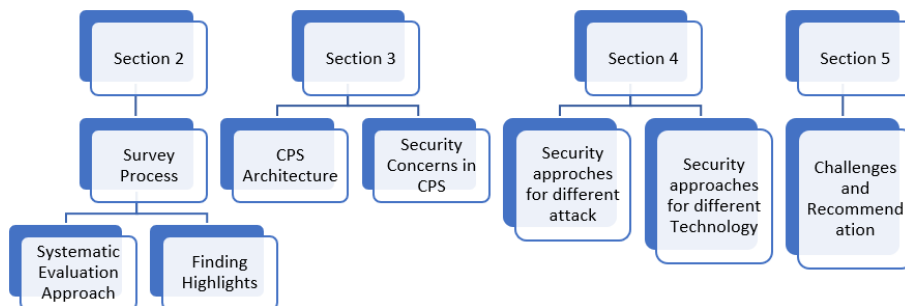 Section 2
Section 3
Section 4
Section 5
Survey
Process
CPS
Architecture
Security
Concerns in
CPS
Security
approches for
different
attack
Security
approaches
for different
Technology
Challenges
and
Recommend
ation
Systematic
Evaluation
Approach
Finding
Highlights